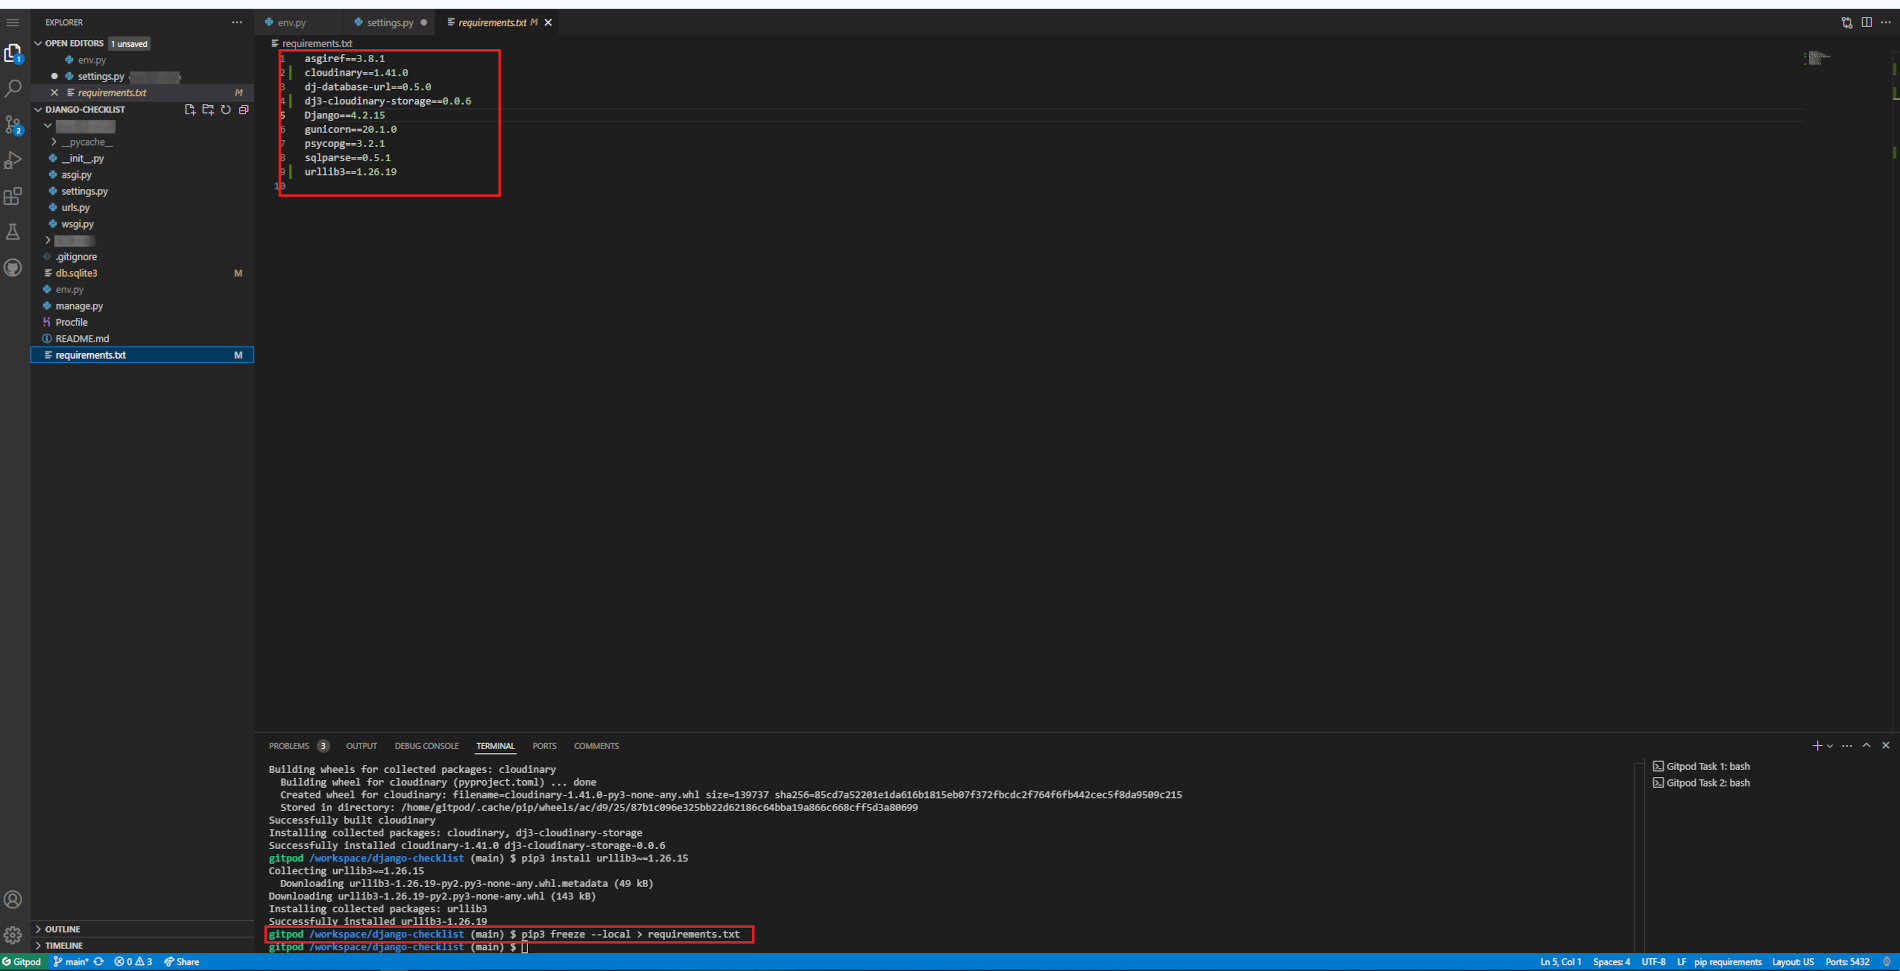 EXPLORER
env.py
settings.py
requirements.txt M
OPEN EDITORS 1 unsaved
env.py
settings.py
requirements.txt M
DJANGO-CHECKLIST
__pycache__
__init__.py
asgi.py
settings.py
urls.py
wsgi.py
.gitignore
db.sqlite3 M
env.py
manage.py
Procfile
README.md
requirements.txt M
OUTLINE
TIMELINE
requirements.txt
1 asgiref==3.8.1
2 cloudinary==1.41.0
3 dj-database-url==0.5.0
4 dj3-cloudinary-storage==0.0.6
5 Django==4.2.15
6 gunicorn==20.1.0
7 psycopg==3.2.1
8 sqlparse==0.5.1
9 urllib3==1.26.19
10
PROBLEMS 3 OUTPUT DEBUG CONSOLE TERMINAL PORTS COMMENTS
Building wheels for collected packages: cloudinary
Building wheel for cloudinary (pyproject.toml) ... done
Created wheel for cloudinary: filename=cloudinary-1.41.0-py3-none-any.whl size=139737 sha256=85cd7a52201e1da616b1815eb07f372fbcdc2f764f6fb442cec5f8da9509c215
Stored in directory: /home/gitpod/.cache/pip/wheels/ac/d9/25/87b1c096e325bb22d62186c64bba19a866c668cff5d3a80699
Successfully built cloudinary
Installing collected packages: cloudinary, dj3-cloudinary-storage
Successfully installed cloudinary-1.41.0 dj3-cloudinary-storage-0.0.6
gitpod /workspace/django-checklist (main) $ pip3 install urllib3~=1.26.15
Collecting urllib3~=1.26.15
Downloading urllib3-1.26.19-py2.py3-none-any.whl.metadata (49 kB)
Downloading urllib3-1.26.19-py2.py3-none-any.whl (143 kB)
Installing collected packages: urllib3
Successfully installed urllib3-1.26.19
gitpod /workspace/django-checklist (main) $ pip3 freeze --local > requirements.txt
gitpod /workspace/django-checklist (main) $
Gitpod Task 1: bash
Gitpod Task 2: bash
1
2
Gitpod main* 0 3 Share
Ln 5, Col 1 Spaces: 4 UTF-8 LF pip requirements Layout: US Ports: 5432